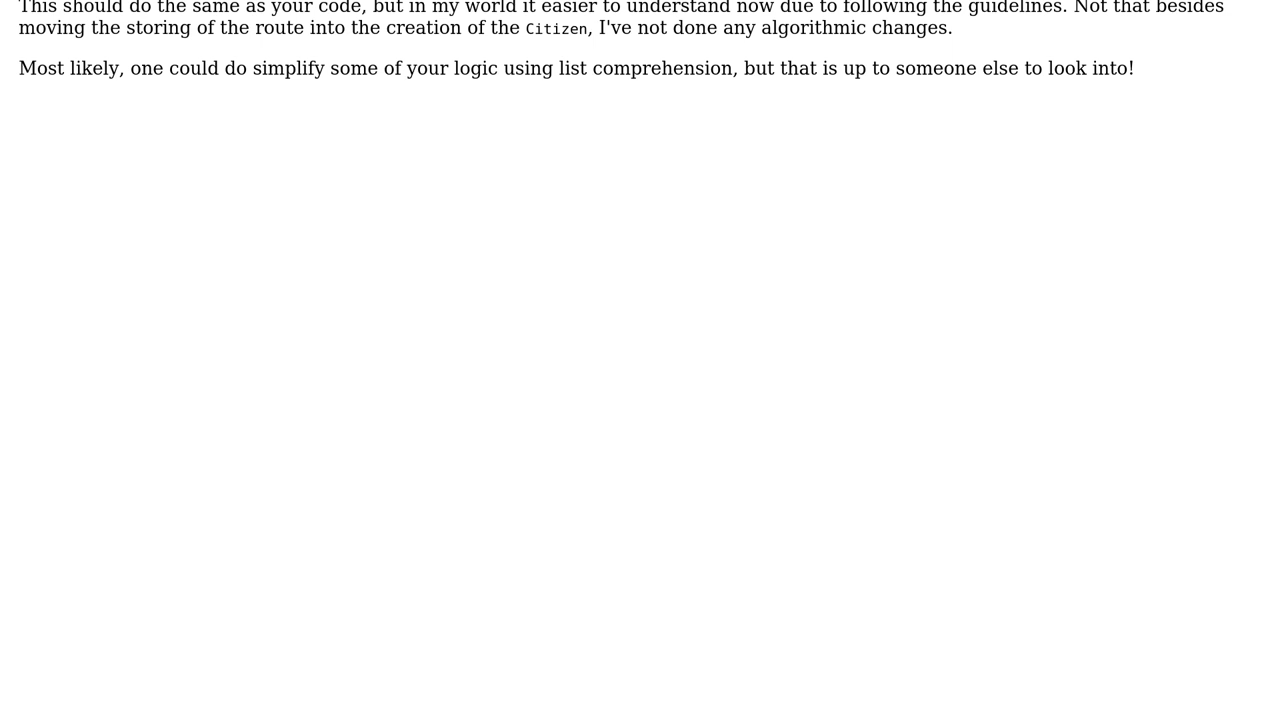 This should do the same as your code, but in my world it easier to understand now due to following the guidelines. Not that besides
moving the storing of the route into the creation of the Citizen, I've not done any algorithmic changes.
Most likely, one could do simplify some of your logic using list comprehension, but that is up to someone else to look into!